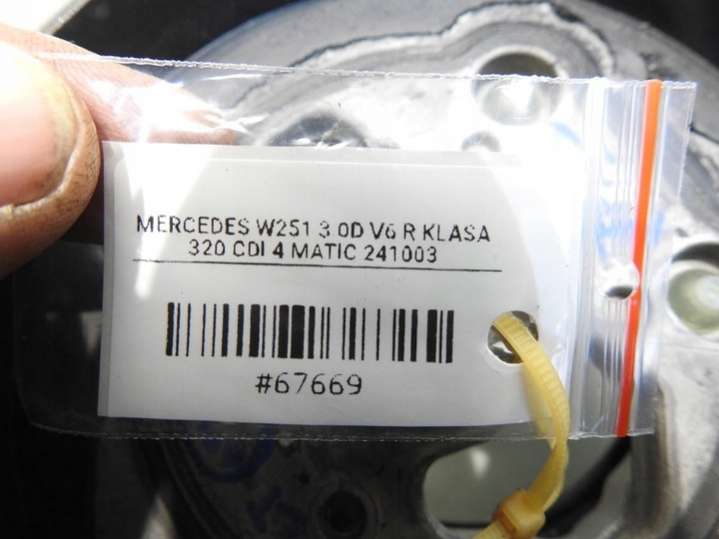 MERCEDES W251 3.0D V6 R KLASA
320 CDI 4 MATIC 241003
#67669